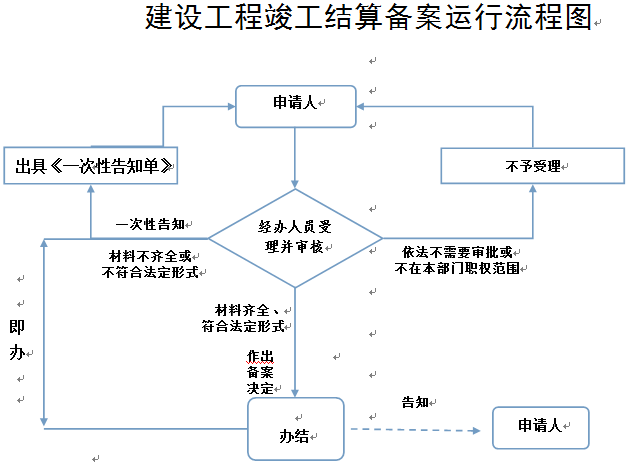 建设工程竣工结算备案运行流程图
申请人
出具《一次性告知单》
不予受理
经办人员受
理并审核
一次性告知
材料不齐全或
不符合法定形式
依法不需要审批或
不在本部门职权范围
材料齐全、
符合法定形式
即
办
作出
备案
决定
办结
告知
申请人